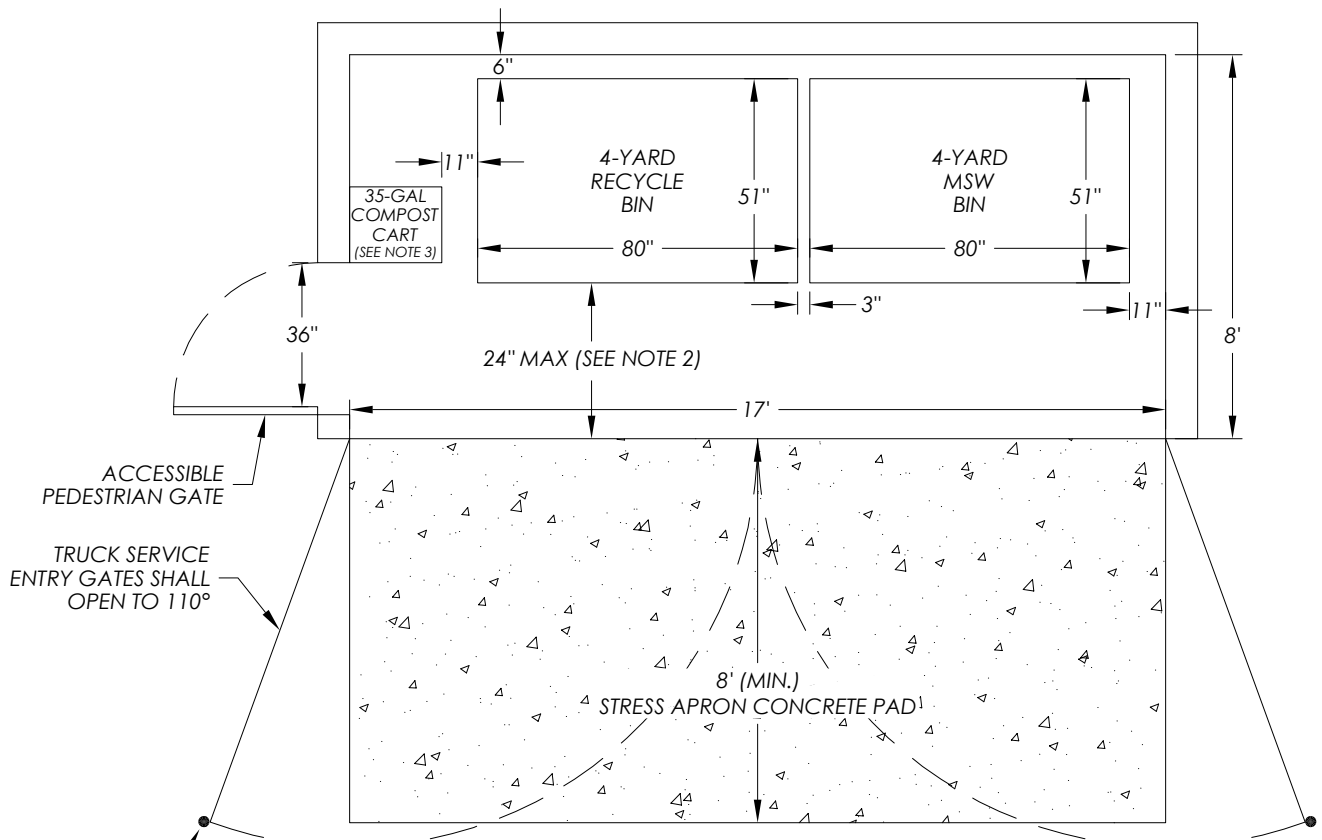 6"
11"
4-YARD
RECYCLE
BIN
51"
80"
4-YARD
MSW
BIN
51"
80"
35-GAL
COMPOST
CART
(SEE NOTE 3)
36"
3"
11"
8'
24" MAX (SEE NOTE 2)
17'
ACCESSIBLE
PEDESTRIAN GATE
TRUCK SERVICE
ENTRY GATES SHALL
OPEN TO 110°
8' (MIN.)
STRESS APRON CONCRETE PAD